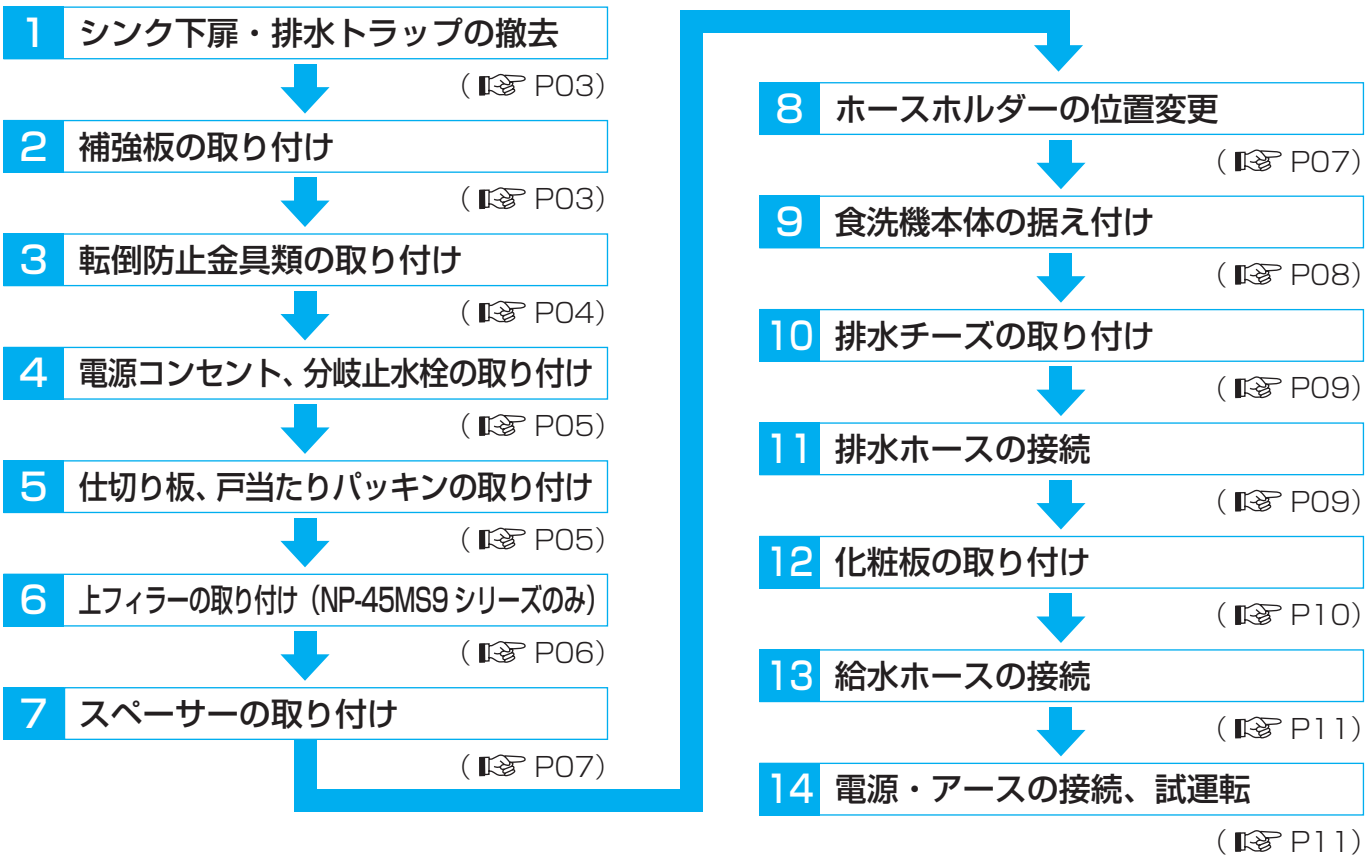 1 シンク下扉・排水トラップの撤去
(☞ P03)
2 補強板の取り付け
(☞ P03)
3 転倒防止金具類の取り付け
(☞ P04)
4 電源コンセント、分岐止水栓の取り付け
(☞ P05)
5 仕切り板、戸当たりパッキンの取り付け
(☞ P05)
6 上フィラーの取り付け（NP-45MS9 シリーズのみ）
(☞ P06)
7 スペーサーの取り付け
(☞ P07)
8 ホースホルダーの位置変更
(☞ P07)
9 食洗機本体の据え付け
(☞ P08)
10 排水チーズの取り付け
(☞ P09)
11 排水ホースの接続
(☞ P09)
12 化粧板の取り付け
(☞ P10)
13 給水ホースの接続
(☞ P11)
14 電源・アースの接続、試運転
(☞ P11)